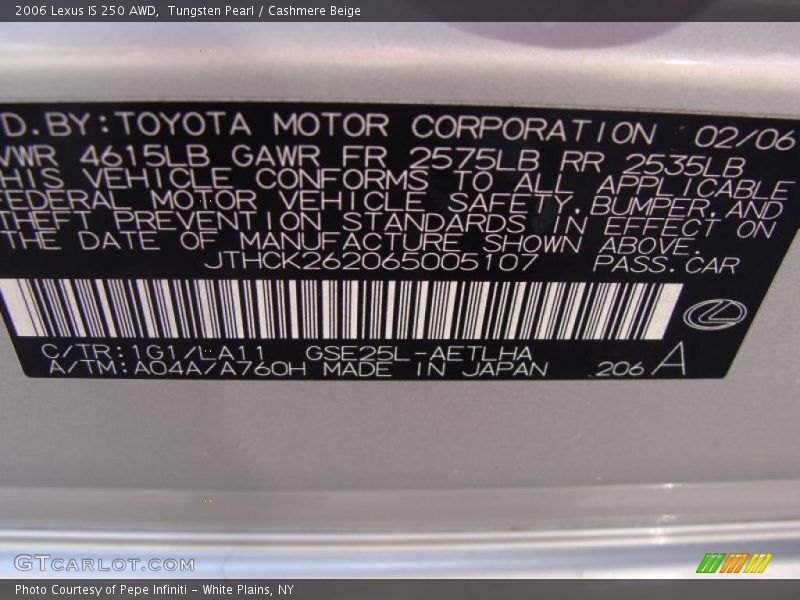 2006 Lexus IS 250 AWD, Tungsten Pearl / Cashmere Beige
D.BY:TOYOTA MOTOR CORPORATION 02/06
VWR 4615LB GAWR FR 2575LB RR 2535LB
HIS VEHICLE CONFORMS TO ALL APPLICABLE
FEDERAL MOTOR VEHICLE SAFETY,BUMPER,AND
THEFT PREVENTION STANDARDS IN EFFECT ON
THE DATE OF MANUFACTURE SHOWN ABOVE.
JTHCK262065005107 PASS.CAR
C/TR:1G1/LA11 GSE25L-AETLHA
A/TM:A04A/A760H MADE IN JAPAN 206 A
GTCARLOT.COM
Photo Courtesy of Pepe Infiniti - White Plains, NY